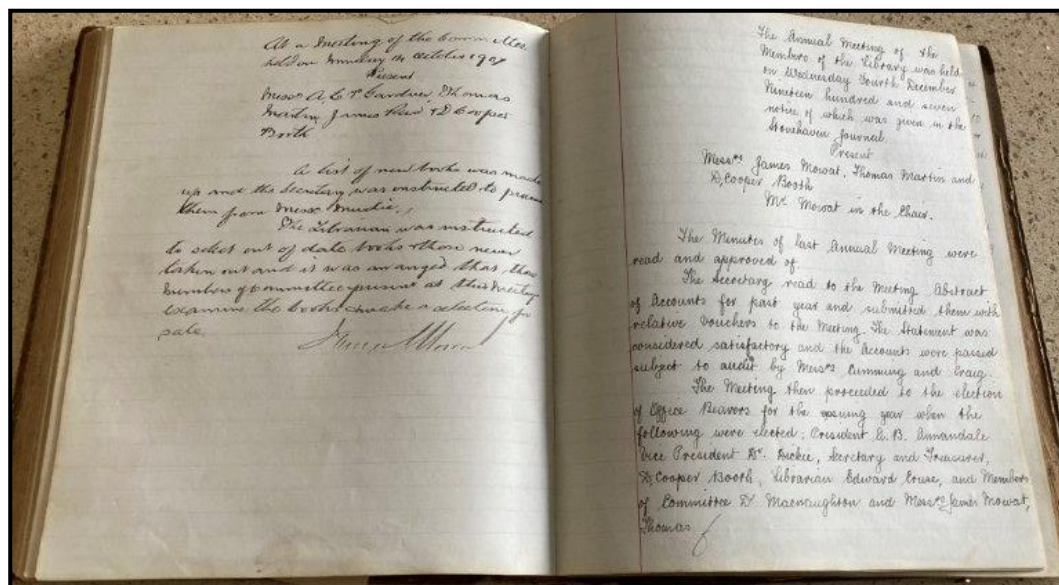 At a Meeting of the Committee
held on Monday 14 October 1907
Present
Messrs A, C, P Gardner, Thomas
Martin James Reid & D Cooper
Booth
A list of new books was made
up and the Secretary was instructed to procure
them from Messrs Mudie.
The Librarian was instructed
to select out of date books & those never
taken out and it was arranged that the
members of Committee present at this meeting
examine the books & make a selection for
sale
James Mowat
The Annual Meeting of the
Members of the Library was held
on Wednesday Fourth December
Nineteen hundred and seven
notice of which was given in the
Stonehaven Journal.
Present
Messrs James Mowat, Thomas Martin and
D, Cooper Booth
Mr Mowat in the Chair.
The Minutes of last Annual Meeting were
read and approved of
The Secretary read to the Meeting Abstract
of Accounts for past year and submitted them with
relative Vouchers to the Meeting. The Statement was
considered satisfactory and the Accounts were passed
subject to audit by Messrs Cumming and Craig.
The Meeting then proceeded to the election
of Office Bearers for the ensuing year when the
following were elected; President E. B. Annandale
Vice President Dr. Dickie, Secretary and Treasurer,
D, Cooper Booth, Librarian Edward Cruse, and Members
of Committee Dr Macnaughton and Messrs James Mowat,
Thomas